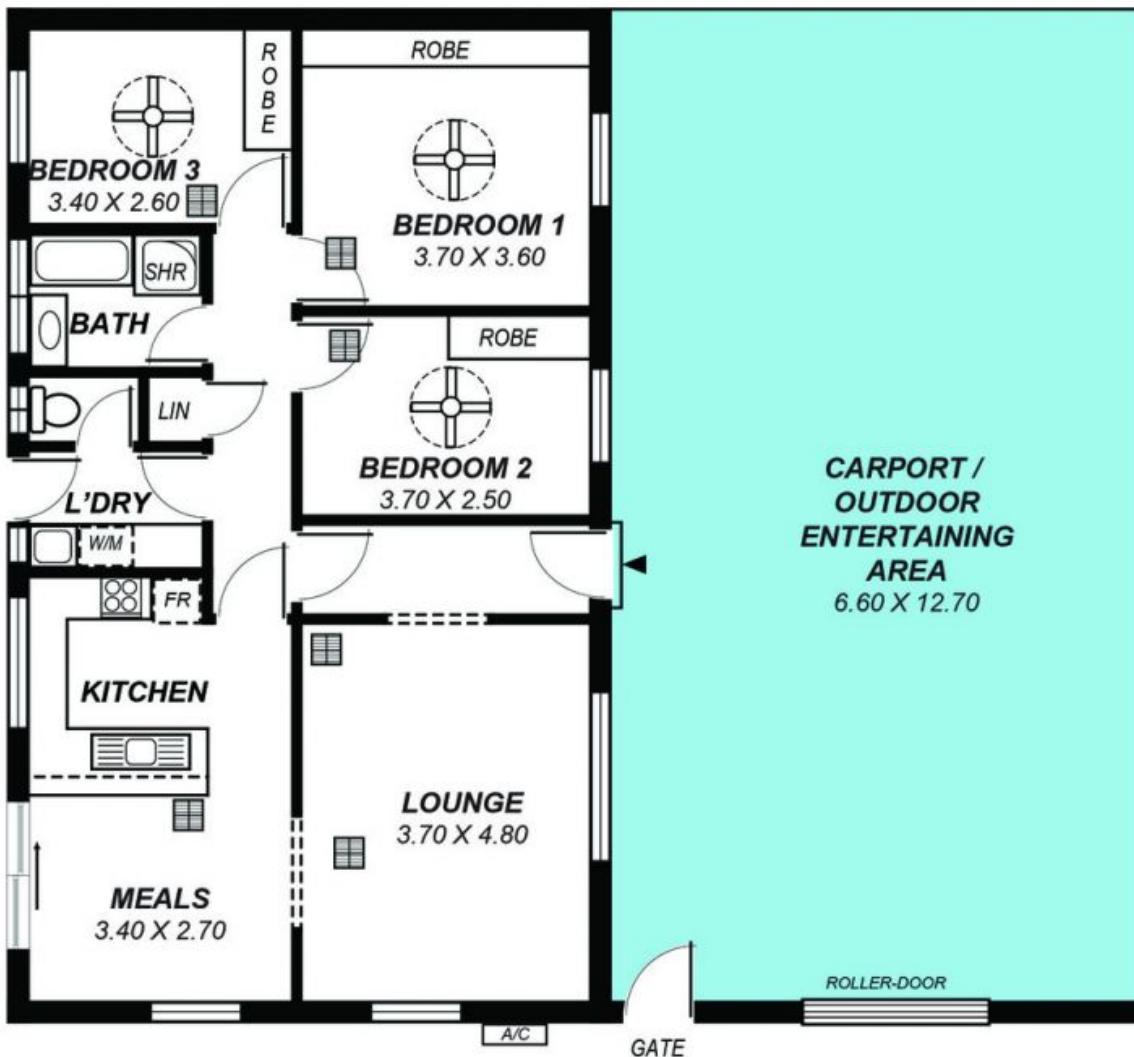 ROBE
ROBE
BEDROOM 3
3.40 X 2.60
BEDROOM 1
3.70 X 3.60
SHR
BATH
ROBE
LIN
BEDROOM 2
3.70 X 2.50
L'DRY
W/M
FR
CARPORT /
OUTDOOR
ENTERTAINING
AREA
6.60 X 12.70
KITCHEN
LOUNGE
3.70 X 4.80
MEALS
3.40 X 2.70
ROLLER-DOOR
A/C
GATE